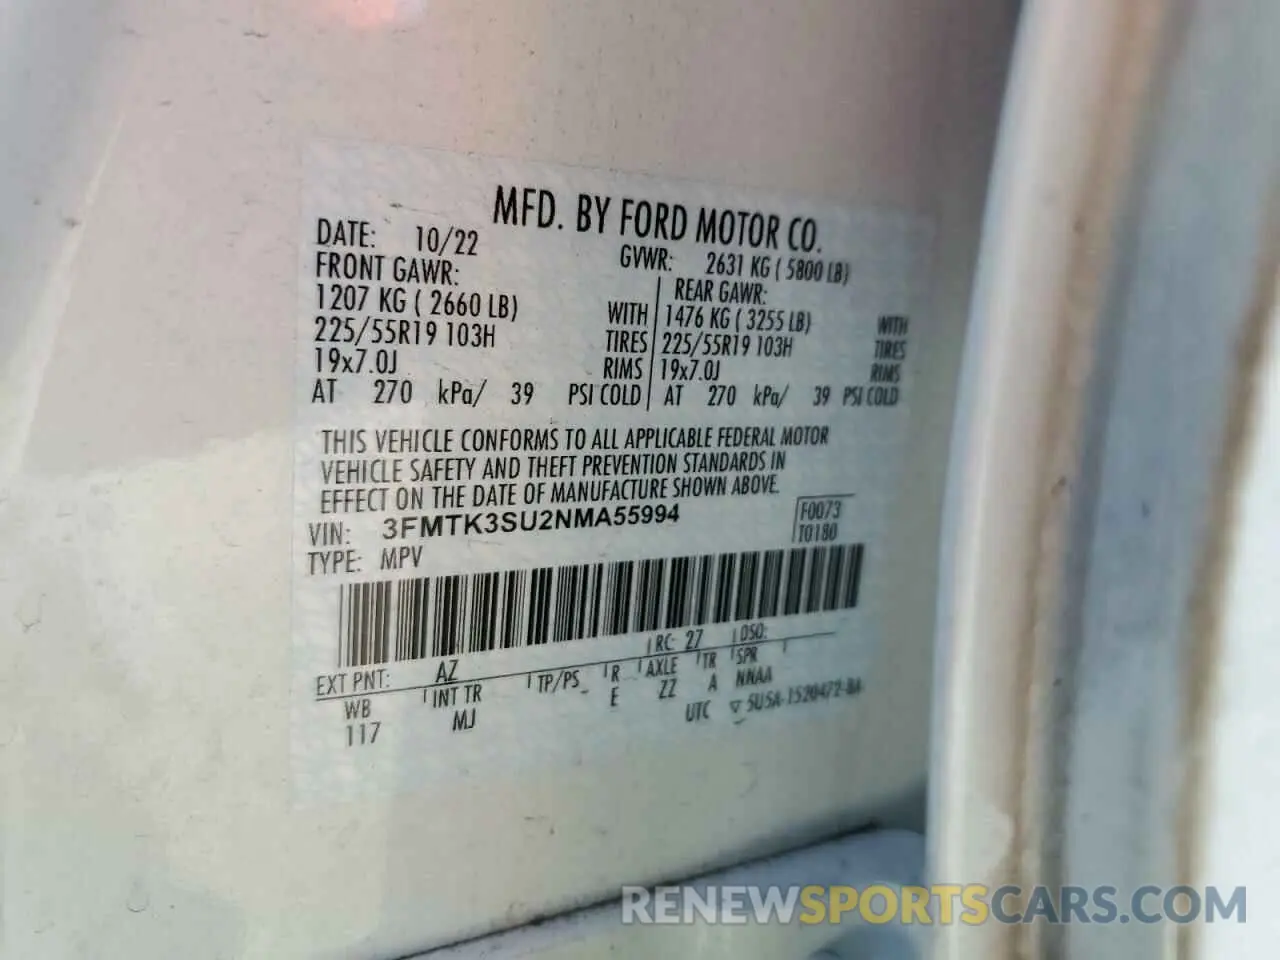 MFD. BY FORD MOTOR CO.
DATE: 10/22 GVWR: 2631 KG ( 5800 LB)
FRONT GAWR: REAR GAWR:
1207 KG ( 2660 LB) WITH 1476 KG ( 3255 LB) WITH
225/55R19 103H TIRES 225/55R19 103H TIRES
19x7.0J RIMS 19x7.0J RIMS
AT 270 kPa/ 39 PSI COLD AT 270 kPa/ 39 PSI COLD
THIS VEHICLE CONFORMS TO ALL APPLICABLE FEDERAL MOTOR
VEHICLE SAFETY AND THEFT PREVENTION STANDARDS IN
EFFECT ON THE DATE OF MANUFACTURE SHOWN ABOVE.
VIN: 3FMTK3SU2NMA55994 F0073
TYPE: MPV T0180
EXT PNT: AZ RC: 27 DSO:
WB INT TR TP/PS R AXLE TR SPR
117 MJ E ZZ A NNAA
UTC ▽ 5U5A-1520472-BA
RENEWSPORTSCARS.COM